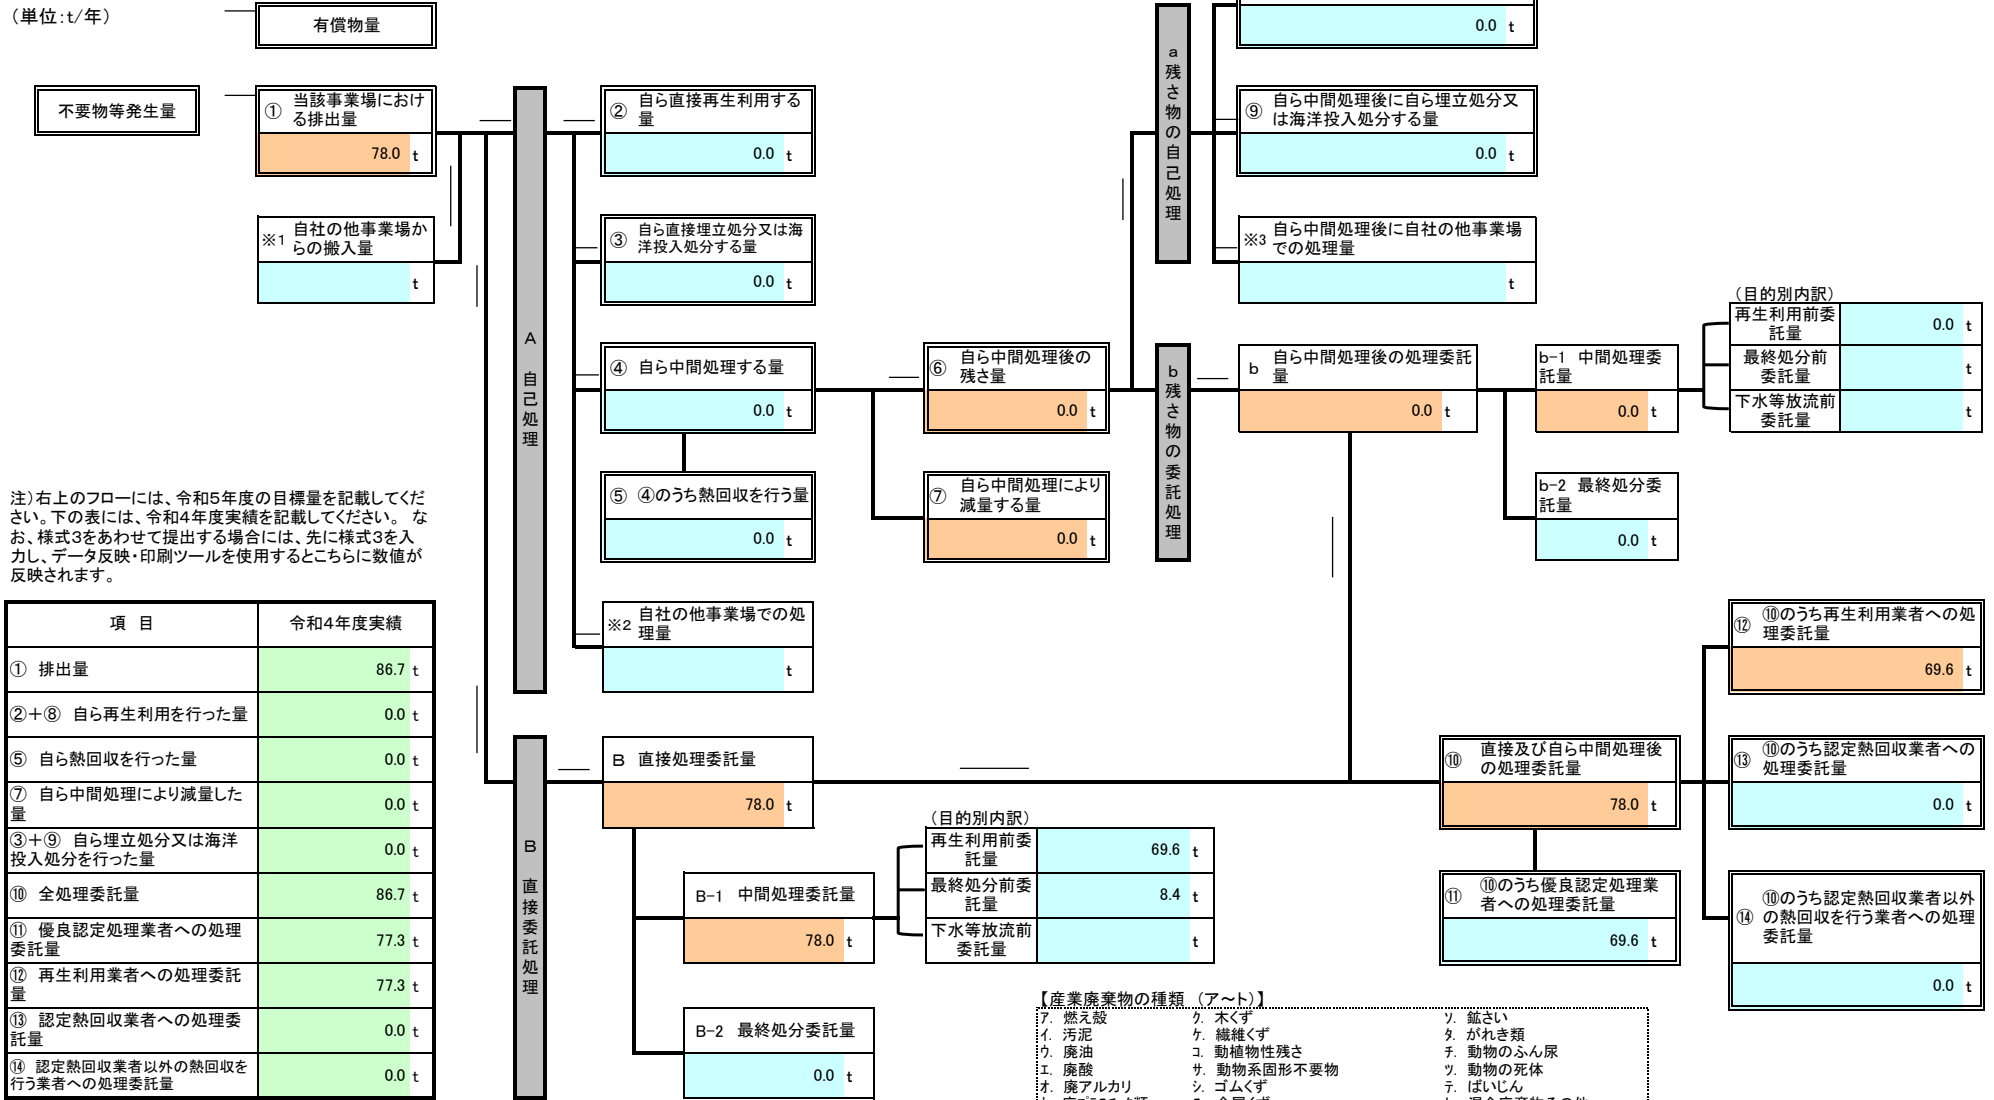 (単位:t/年)
有償物量
不要物等発生量
① 当該事業場におけ
る排出量
78.0 t
※1 自社の他事業場か
らの搬入量
t
A 自己処理
② 自ら直接再生利用する
量
0.0 t
③ 自ら直接埋立処分又は海
洋投入処分する量
0.0 t
④ 自ら中間処理する量
0.0 t
⑤ ④のうち熱回収を行う量
0.0 t
※2 自社の他事業場での処
理量
t
⑥ 自ら中間処理後の
残さ量
0.0 t
⑦ 自ら中間処理により
減量する量
0.0 t
a 残さ物の自己処理
0.0 t
⑨ 自ら中間処理後に自ら埋立処分又
は海洋投入処分する量
0.0 t
※3 自ら中間処理後に自社の他事業場
での処理量
t
b 残さ物の委託処理
b 自ら中間処理後の処理委託
量
0.0 t
b-1 中間処理委
託量
0.0 t
b-2 最終処分委
託量
0.0 t
(目的別内訳)
再生利用前委
託量
0.0 t
最終処分前
委託量
t
下水等放流前
委託量
t
注)右上のフローには、令和5年度の目標量を記載してくだ
さい。下の表には、令和4年度実績を記載してください。 な
お、様式3をあわせて提出する場合には、先に様式3を入
力し、データ反映・印刷ツールを使用するとこちらに数値が
反映されます。
項 目 令和4年度実績
① 排出量 86.7 t
②+⑧ 自ら再生利用を行った量 0.0 t
⑤ 自ら熱回収を行った量 0.0 t
⑦ 自ら中間処理により減量した
量 0.0 t
③+⑨ 自ら埋立処分又は海洋
投入処分を行った量 0.0 t
⑩ 全処理委託量 86.7 t
⑪ 優良認定処理業者への処理
委託量 77.3 t
⑫ 再生利用業者への処理委託
量 77.3 t
⑬ 認定熱回収業者への処理委
託量 0.0 t
⑭ 認定熱回収業者以外の熱回収を
行う業者への処理委託量 0.0 t
B 直接委託処理
B 直接処理委託量
78.0 t
B-1 中間処理委託量
78.0 t
B-2 最終処分委託量
0.0 t
(目的別内訳)
再生利用前委
託量
69.6 t
最終処分前委
託量
8.4 t
下水等放流前
委託量
t
⑩ 直接及び自ら中間処理後
の処理委託量
78.0 t
⑪ ⑩のうち優良認定処理業
者への処理委託量
69.6 t
⑫ ⑩のうち再生利用業者への処
理委託量
69.6 t
⑬ ⑩のうち認定熱回収業者への
処理委託量
0.0 t
⑭ ⑩のうち認定熱回収業者以外
の熱回収を行う業者への処理
委託量
0.0 t
【産業廃棄物の種類 (ア~ト)】
ア. 燃え殻 ク. 木くず ソ. 鉱さい
イ. 汚泥 ケ. 繊維くず タ. がれき類
ウ. 廃油 コ. 動植物性残さ チ. 動物のふん尿
エ. 廃酸 サ. 動物系固形不要物 ツ. 動物の死体
オ. 廃アルカリ シ. ゴムくず テ. ばいじん